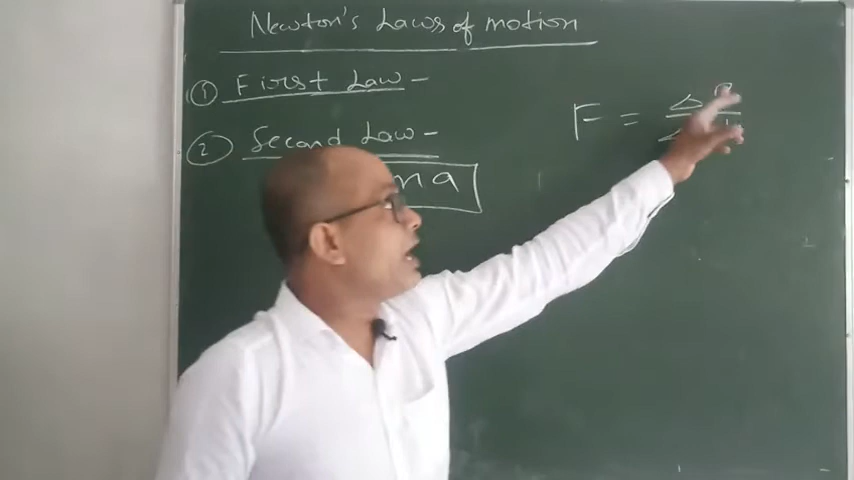 Newton's Laws of motion
① First Law -
② Second Law -
ma
F = Δ